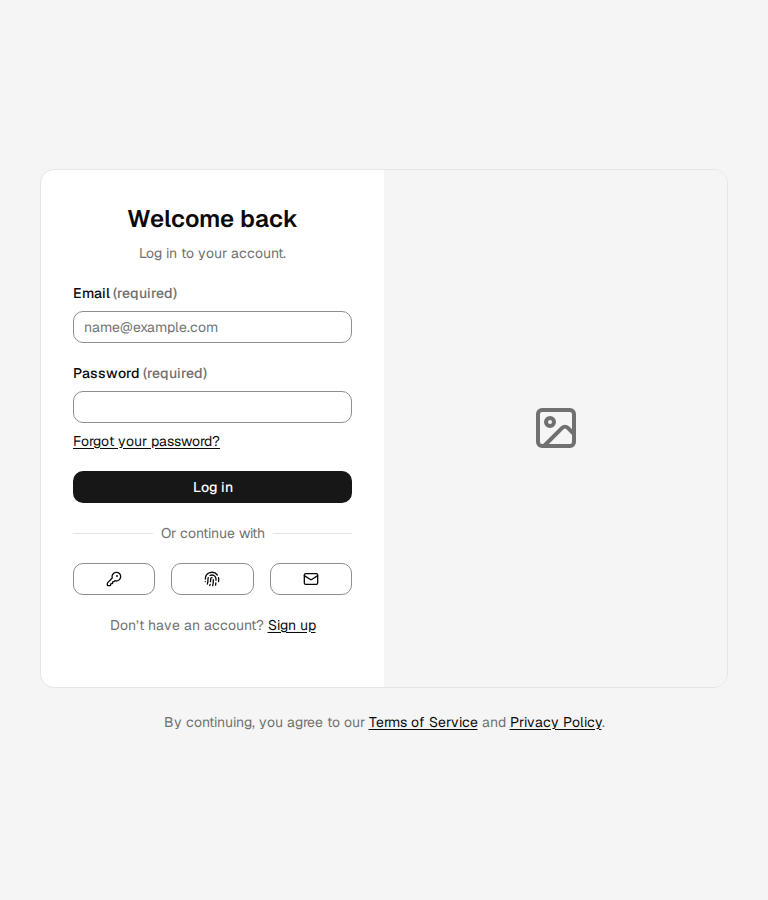 Welcome back
Log in to your account.
Email (required)
name@example.com
Password (required)
Forgot your password?
Log in
Or continue with
Don't have an account? Sign up
By continuing, you agree to our Terms of Service and Privacy Policy.